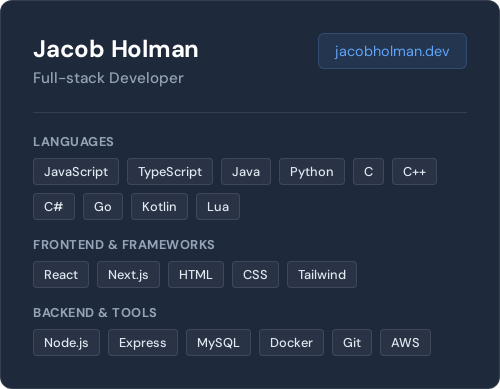 Jacob Holman
jacobholman.dev
Full-stack Developer
LANGUAGES
JavaScript TypeScript Java Python C C++
C# Go Kotlin Lua
FRONTEND & FRAMEWORKS
React Next.js HTML CSS Tailwind
BACKEND & TOOLS
Node.js Express MySQL Docker Git AWS